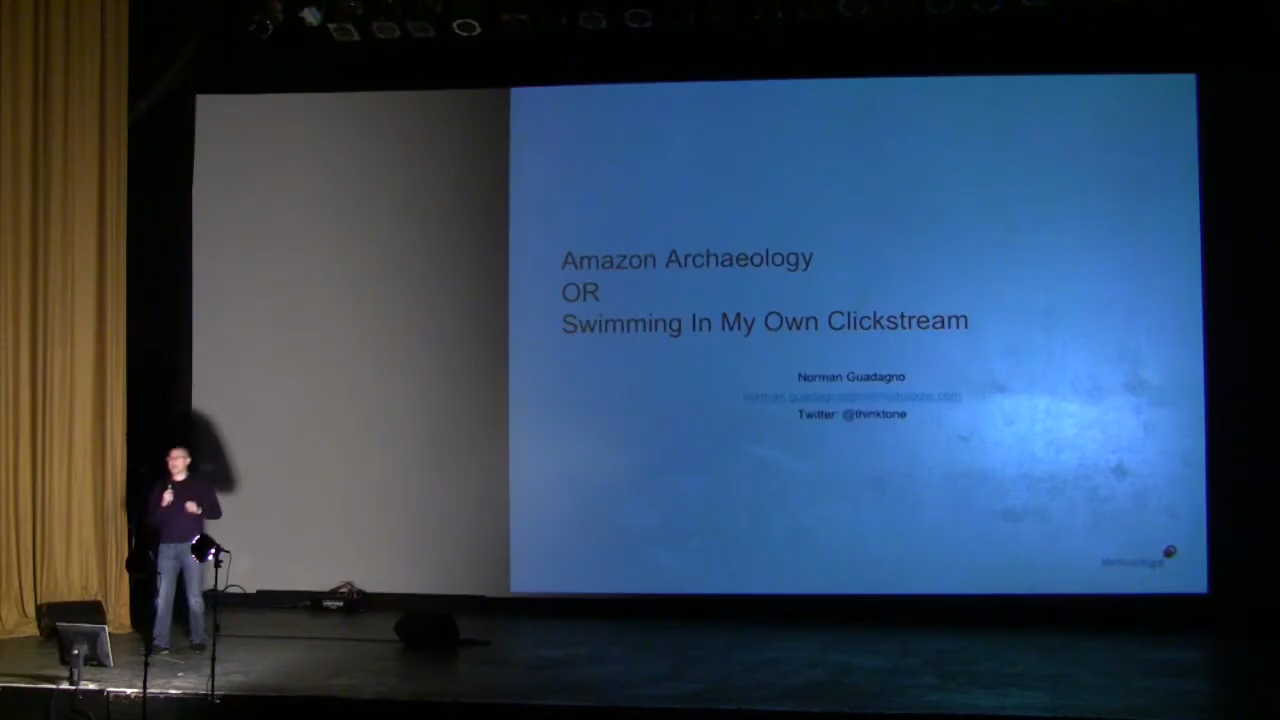 Amazon Archaeology
OR
Swimming In My Own Clickstream
Norman Guadagno
Twitter: @thinktone